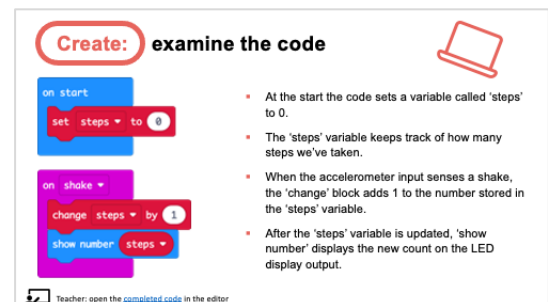 Create: examine the code
on start
set steps to 0
on shake
change steps by 1
show number steps
At the start the code sets a variable called ‘steps’
to 0.
The ‘steps’ variable keeps track of how many
steps we’ve taken.
When the accelerometer input senses a shake,
the ‘change’ block adds 1 to the number stored in
the ‘steps’ variable.
After the ‘steps’ variable is updated, ‘show
number’ displays the new count on the LED
display output.
Teacher: open the completed code in the editor